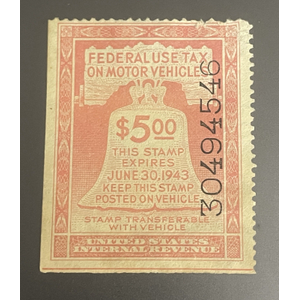 FEDERAL USE TAX
ON MOTOR VEHICLES
$5.00
THIS STAMP
EXPIRES
JUNE 30, 1943
KEEP THIS STAMP
POSTED ON VEHICLE
STAMP TRANSFERABLE
WITH VEHICLE
UNITED STATES
INTERNAL REVENUE
30494546